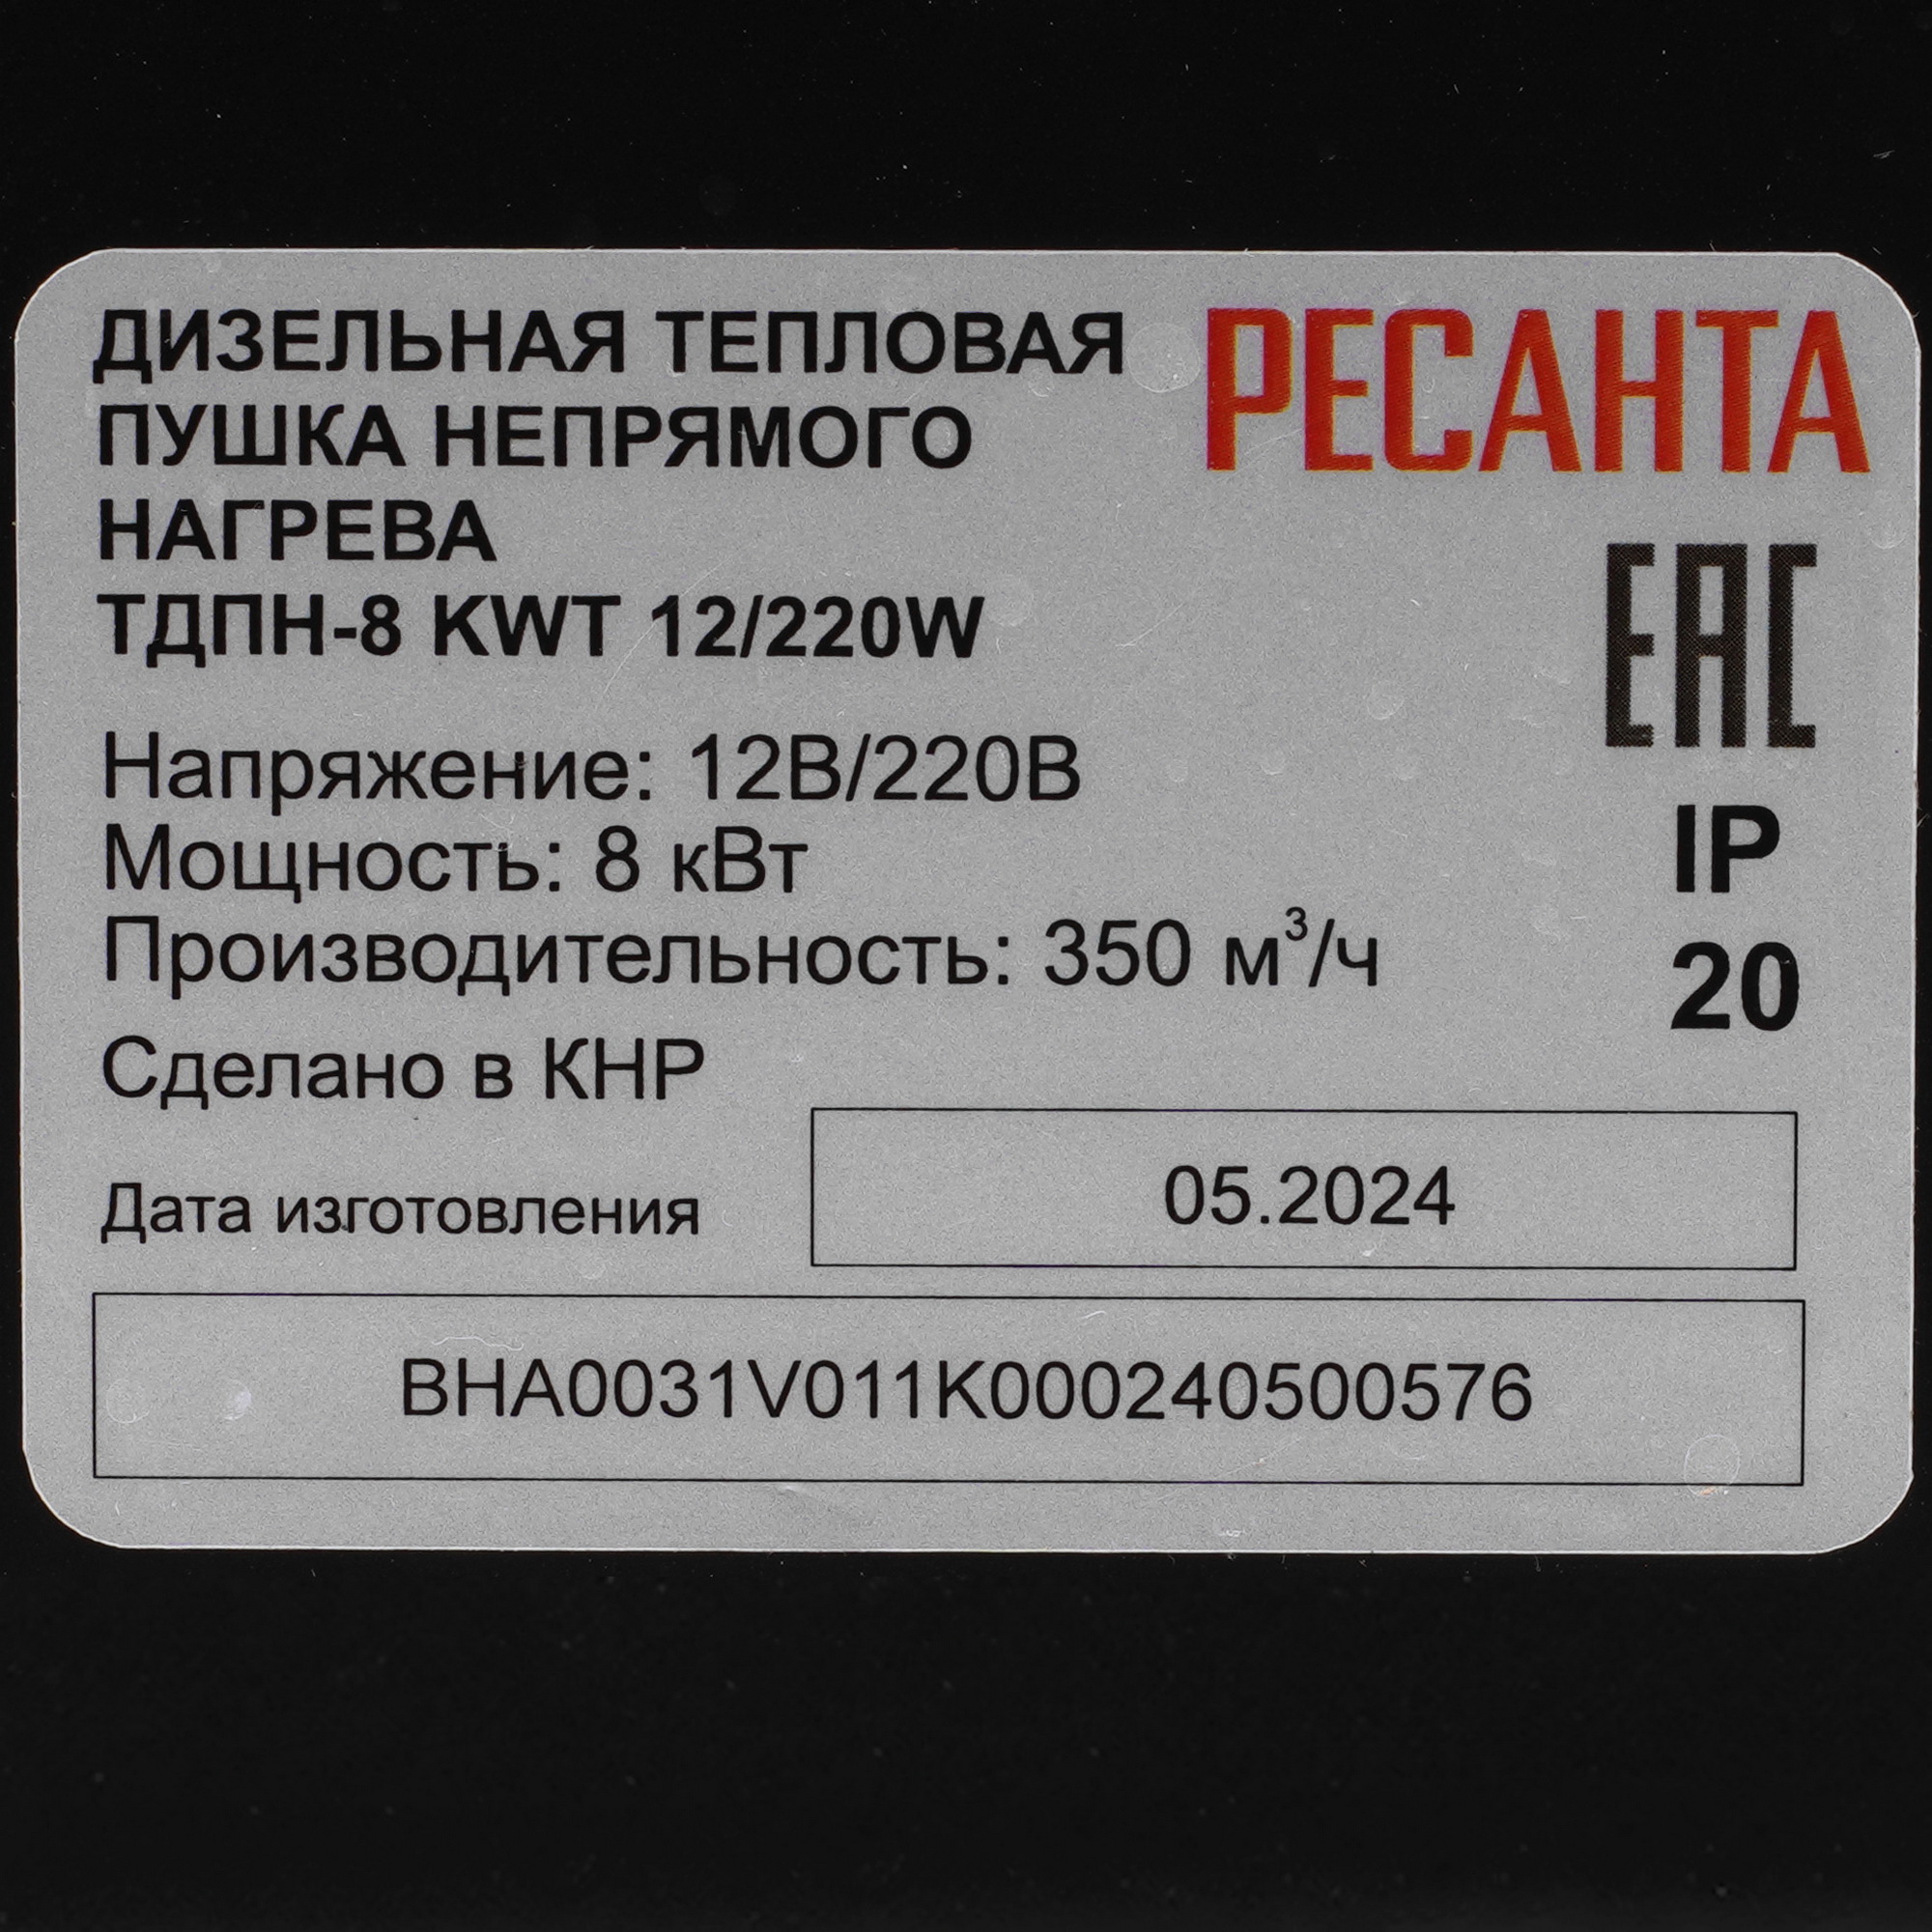 ДИЗЕЛЬНАЯ ТЕПЛОВАЯ
ПУШКА НЕПРЯМОГО
НАГРЕВА
ТДПН-8 KWT 12/220W
РЕСАНТА
EAC
Напряжение: 12В/220В
Мощность: 8 кВт
Производительность: 350 м³/ч
IP
20
Сделано в КНР
Дата изготовления
05.2024
BHA0031V011K000240500576